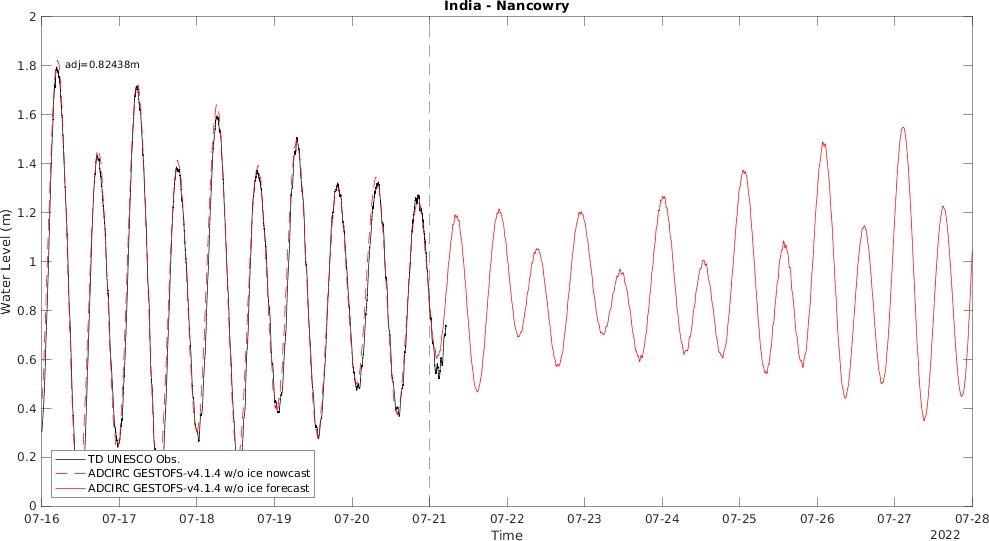 India - Nancowry
adj=0.82438m
2
1.8
1.6
1.4
1.2
1
0.8
0.6
0.4
0.2
0
Water Level (m)
TD UNESCO Obs.
ADCIRC GESTOFS-v4.1.4 w/o ice nowcast
ADCIRC GESTOFS-v4.1.4 w/o ice forecast
07-16 07-17 07-18 07-19 07-20 07-21 07-22 07-23 07-24 07-25 07-26 07-27 07-28
Time
2022